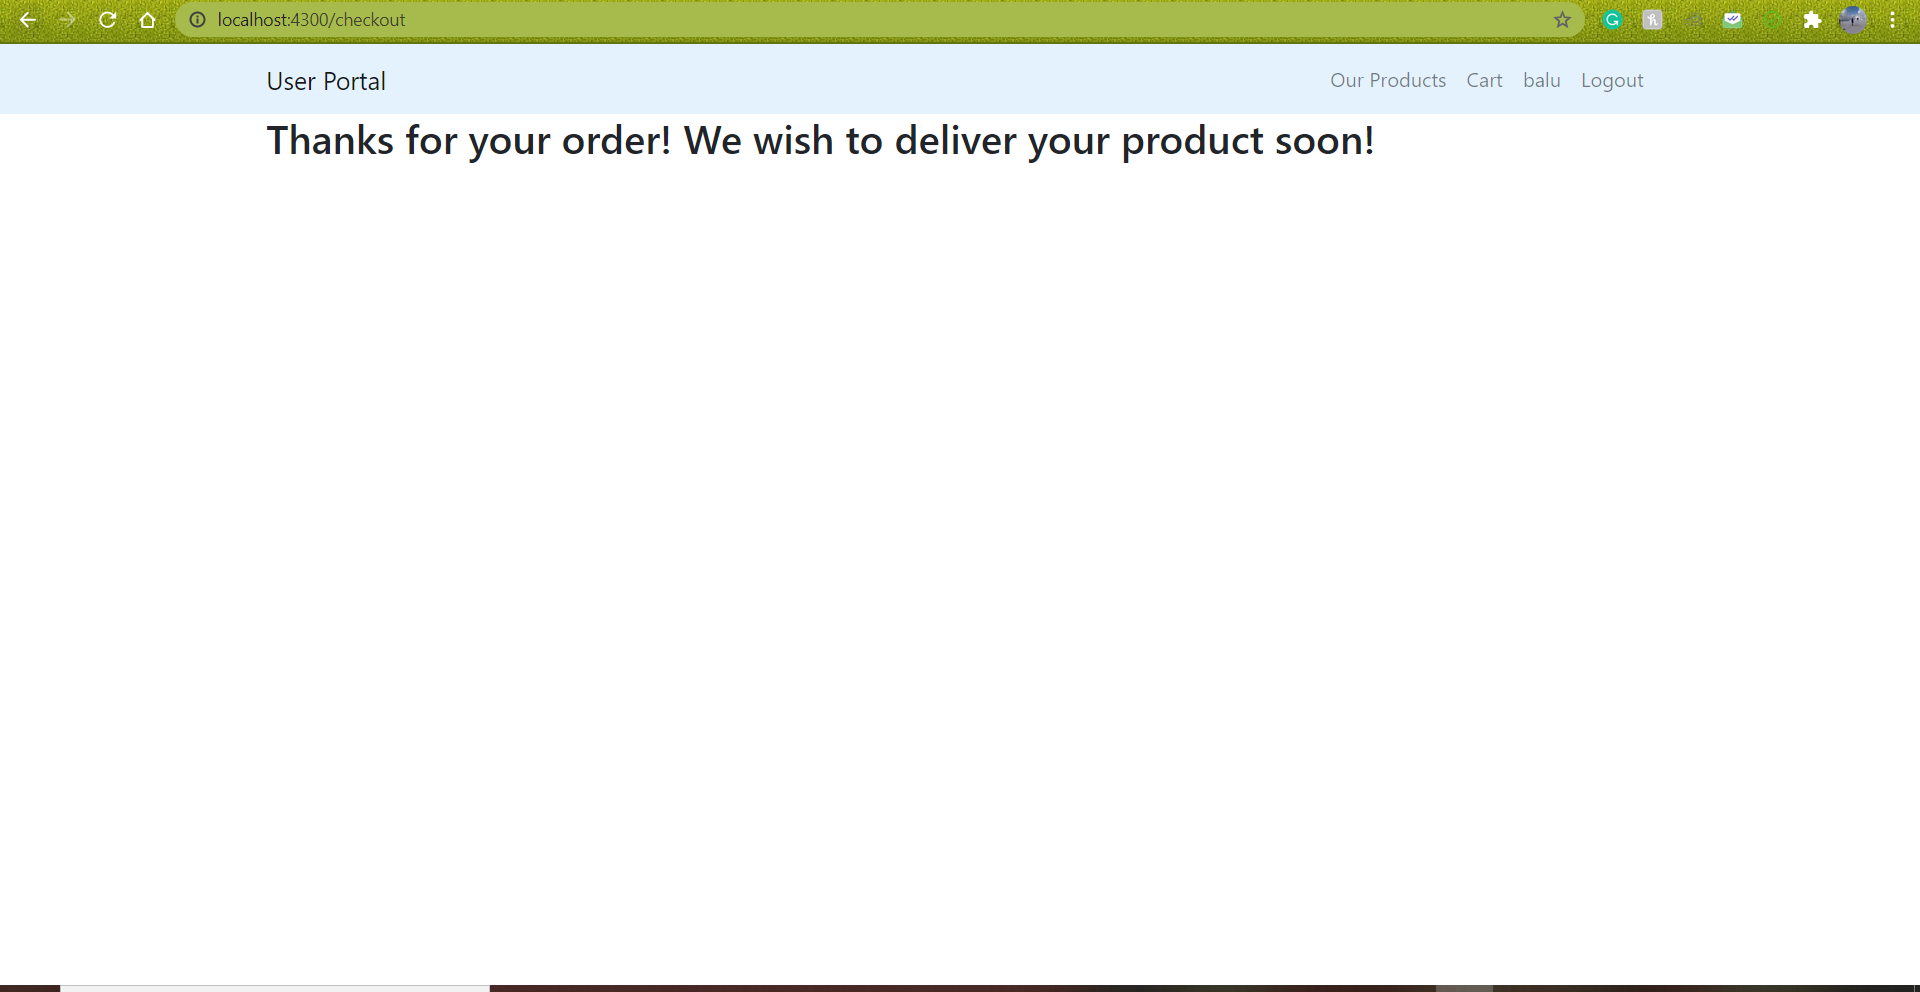 localhost:4300/checkout
User Portal
Our Products
Cart
balu
Logout
Thanks for your order! We wish to deliver your product soon!